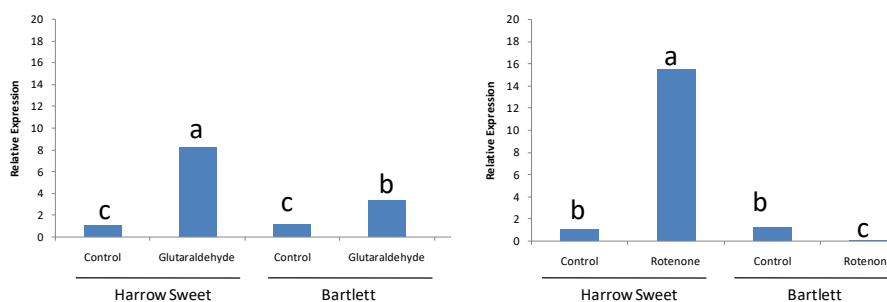 Relative Expression
20
18
16
14
12
10
8
6
4
2
0
c a c b
Control Glutaraldehyde Control Glutaraldehyde
Harrow Sweet Bartlett
Relative Expression
20
18
16
14
12
10
8
6
4
2
0
b a b c
Control Rotenone Control Rotenon
Harrow Sweet Bartlett